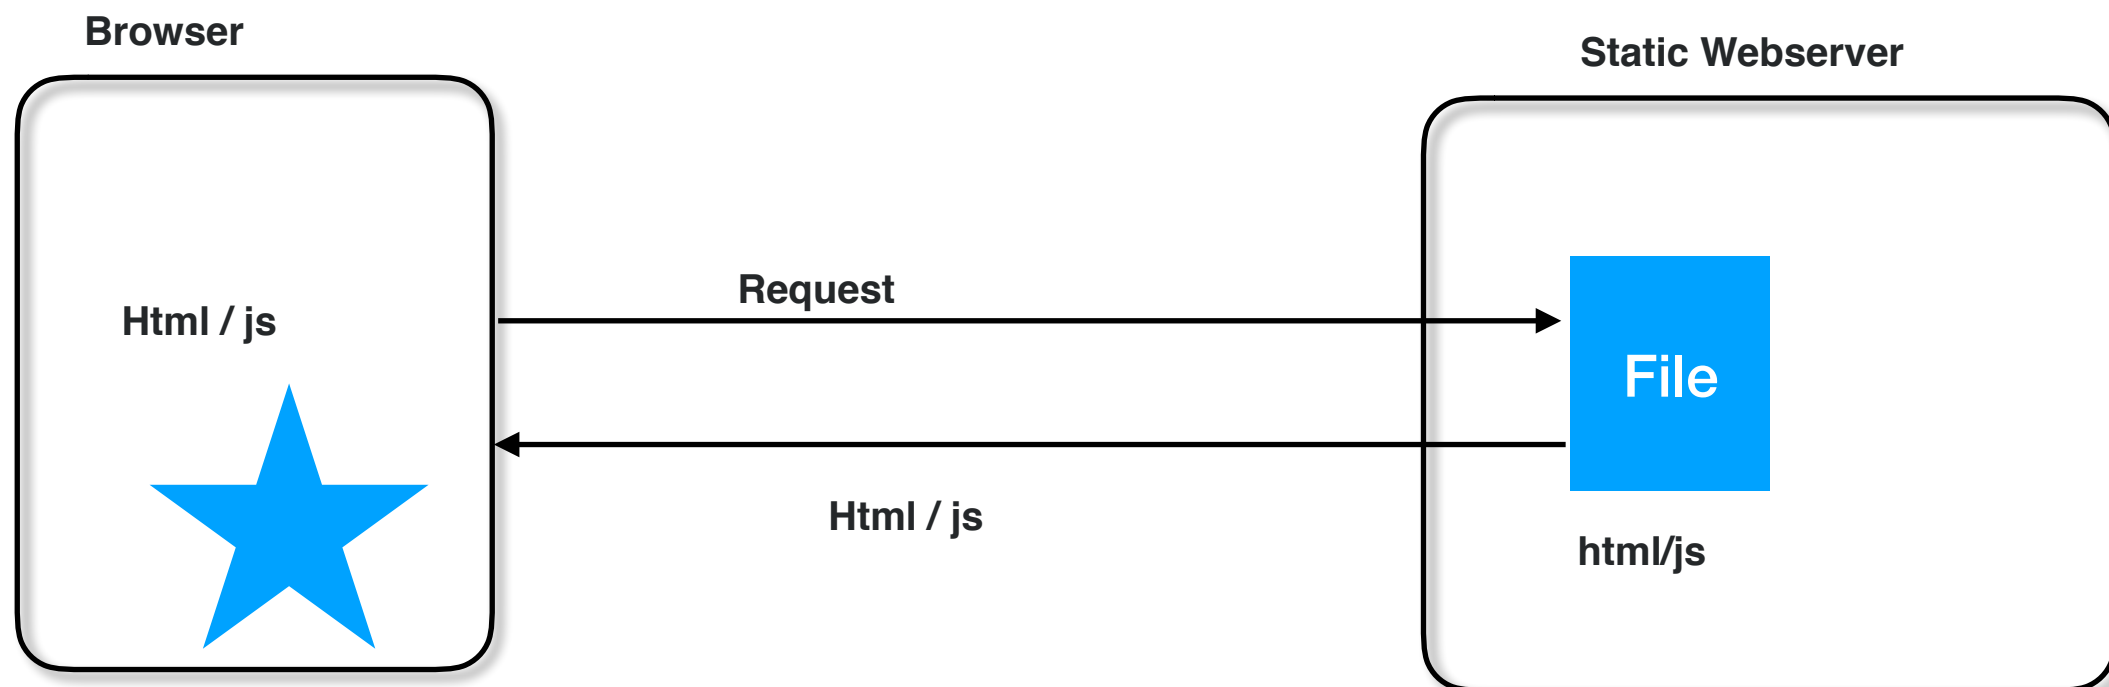 Browser
Static Webserver
Request
Html / js
File
Html / js
html/js